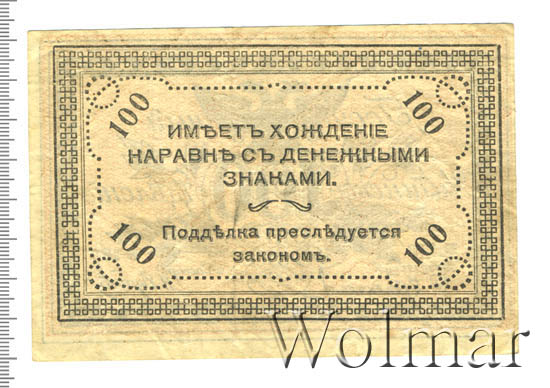 100 100
ИМѢЕТЪ ХОЖДЕНІЕ
НАРАВНѢ СЪ ДЕНЕЖНЫМИ
ЗНАКАМИ.
Поддѣлка преслѣдуется
закономъ.
100 100
Wolmar